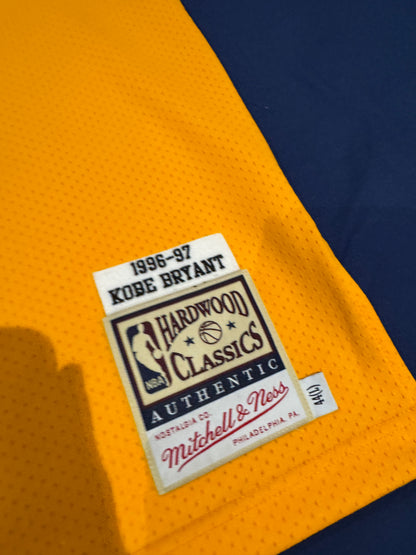 1996-97
KOBE BRYANT
HARDWOOD
CLASSICS
NBA
AUTHENTIC
NOSTALGIA CO.
Mitchell & Ness
PHILADELPHIA, PA.
44(L)